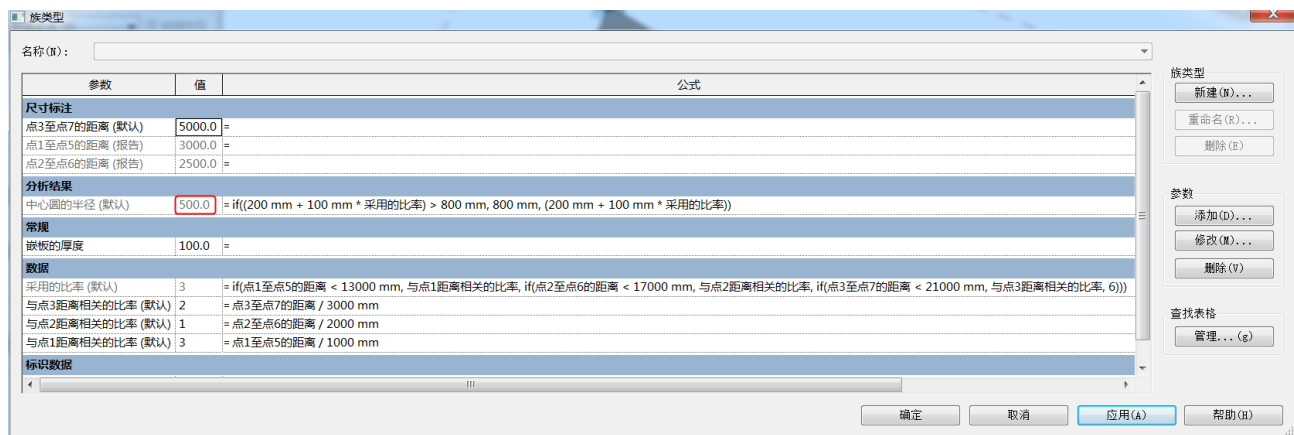 族类型
名称(N):
参数 值 公式
尺寸标注
点3至点7的距离 (默认) 5000.0 =
点1至点5的距离 (报告) 3000.0 =
点2至点6的距离 (报告) 2500.0 =
分析结果
中心圆的半径 (默认) 500.0 = if((200 mm + 100 mm * 采用的比率) > 800 mm, 800 mm, (200 mm + 100 mm * 采用的比率))
常规
嵌板的厚度 100.0 =
数据
采用的比率 (默认) 3 = if(点1至点5的距离 < 13000 mm, 与点1距离相关的比率, if(点2至点6的距离 < 17000 mm, 与点2距离相关的比率, if(点3至点7的距离 < 21000 mm, 与点3距离相关的比率, 6)))
与点3距离相关的比率 (默认) 2 = 点3至点7的距离 / 3000 mm
与点2距离相关的比率 (默认) 1 = 点2至点6的距离 / 2000 mm
与点1距离相关的比率 (默认) 3 = 点1至点5的距离 / 1000 mm
标识数据
族类型
新建(N)...
重命名(R)...
删除(E)
参数
添加(D)...
修改(M)...
删除(V)
查找表格
管理...(g)
确定 取消 应用(A) 帮助(H)